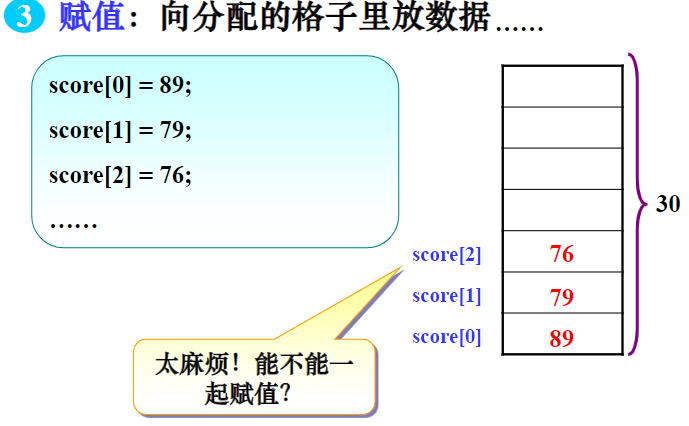 3 赋值：向分配的格子里放数据……
score[0] = 89;
score[1] = 79;
score[2] = 76;
……
30
score[2] 76
score[1] 79
score[0] 89
太麻烦！能不能一
起赋值？